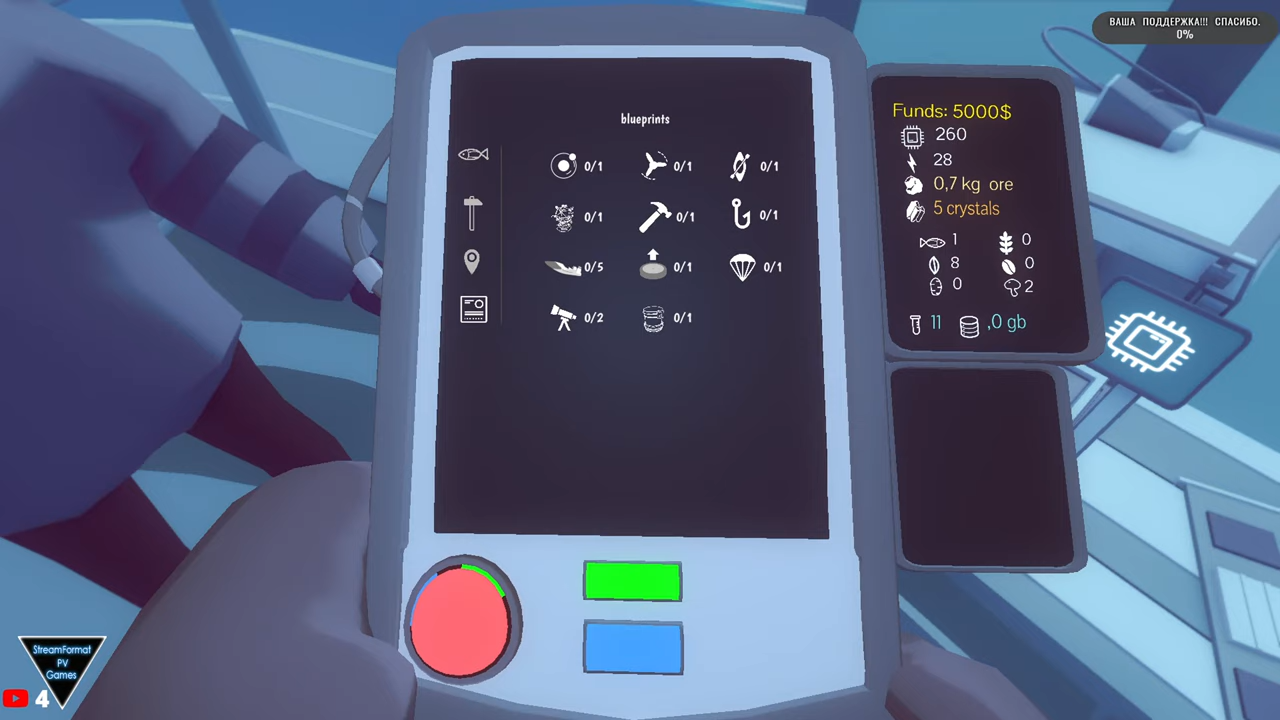 ВАША ПОДДЕРЖКА!!! СПАСИБО.
0%
blueprints
0/1 0/1 0/1
0/1 0/1 0/1
0/5 0/1 0/1
0/2 0/1
Funds: 5000$
260
28
0,7 kg ore
5 crystals
1 0
8 0
0 2
11 ,0 gb
StreamFormat
PV
Games
4